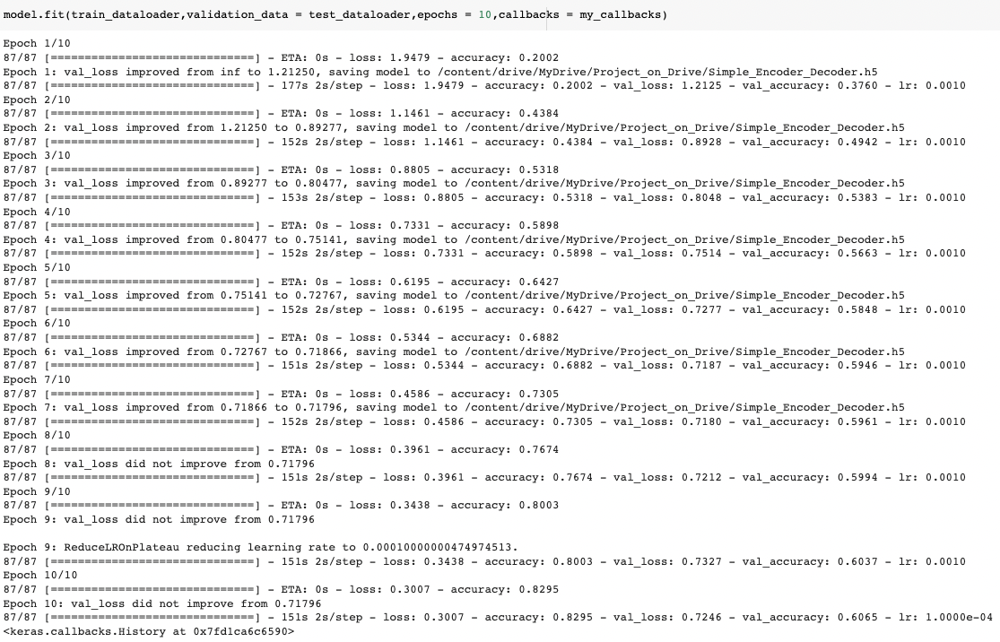 model.fit(train_dataloader,validation_data = test_dataloader,epochs = 10,callbacks = my_callbacks)
Epoch 1/10
87/87 [==============================] - ETA: 0s - loss: 1.9479 - accuracy: 0.2002
Epoch 1: val_loss improved from inf to 1.21250, saving model to /content/drive/MyDrive/Project_on_Drive/Simple_Encoder_Decoder.h5
87/87 [==============================] - 177s 2s/step - loss: 1.9479 - accuracy: 0.2002 - val_loss: 1.2125 - val_accuracy: 0.3760 - lr: 0.0010
Epoch 2/10
87/87 [==============================] - ETA: 0s - loss: 1.1461 - accuracy: 0.4384
Epoch 2: val_loss improved from 1.21250 to 0.89277, saving model to /content/drive/MyDrive/Project_on_Drive/Simple_Encoder_Decoder.h5
87/87 [==============================] - 152s 2s/step - loss: 1.1461 - accuracy: 0.4384 - val_loss: 0.8928 - val_accuracy: 0.4942 - lr: 0.0010
Epoch 3/10
87/87 [==============================] - ETA: 0s - loss: 0.8805 - accuracy: 0.5318
Epoch 3: val_loss improved from 0.89277 to 0.80477, saving model to /content/drive/MyDrive/Project_on_Drive/Simple_Encoder_Decoder.h5
87/87 [==============================] - 153s 2s/step - loss: 0.8805 - accuracy: 0.5318 - val_loss: 0.8048 - val_accuracy: 0.5383 - lr: 0.0010
Epoch 4/10
87/87 [==============================] - ETA: 0s - loss: 0.7331 - accuracy: 0.5898
Epoch 4: val_loss improved from 0.80477 to 0.75141, saving model to /content/drive/MyDrive/Project_on_Drive/Simple_Encoder_Decoder.h5
87/87 [==============================] - 152s 2s/step - loss: 0.7331 - accuracy: 0.5898 - val_loss: 0.7514 - val_accuracy: 0.5663 - lr: 0.0010
Epoch 5/10
87/87 [==============================] - ETA: 0s - loss: 0.6195 - accuracy: 0.6427
Epoch 5: val_loss improved from 0.75141 to 0.72767, saving model to /content/drive/MyDrive/Project_on_Drive/Simple_Encoder_Decoder.h5
87/87 [==============================] - 152s 2s/step - loss: 0.6195 - accuracy: 0.6427 - val_loss: 0.7277 - val_accuracy: 0.5848 - lr: 0.0010
Epoch 6/10
87/87 [==============================] - ETA: 0s - loss: 0.5344 - accuracy: 0.6882
Epoch 6: val_loss improved from 0.72767 to 0.71866, saving model to /content/drive/MyDrive/Project_on_Drive/Simple_Encoder_Decoder.h5
87/87 [==============================] - 151s 2s/step - loss: 0.5344 - accuracy: 0.6882 - val_loss: 0.7187 - val_accuracy: 0.5946 - lr: 0.0010
Epoch 7/10
87/87 [==============================] - ETA: 0s - loss: 0.4586 - accuracy: 0.7305
Epoch 7: val_loss improved from 0.71866 to 0.71796, saving model to /content/drive/MyDrive/Project_on_Drive/Simple_Encoder_Decoder.h5
87/87 [==============================] - 152s 2s/step - loss: 0.4586 - accuracy: 0.7305 - val_loss: 0.7180 - val_accuracy: 0.5961 - lr: 0.0010
Epoch 8/10
87/87 [==============================] - ETA: 0s - loss: 0.3961 - accuracy: 0.7674
Epoch 8: val_loss did not improve from 0.71796
87/87 [==============================] - 151s 2s/step - loss: 0.3961 - accuracy: 0.7674 - val_loss: 0.7212 - val_accuracy: 0.5994 - lr: 0.0010
Epoch 9/10
87/87 [==============================] - ETA: 0s - loss: 0.3438 - accuracy: 0.8003
Epoch 9: val_loss did not improve from 0.71796
Epoch 9: ReduceLROnPlateau reducing learning rate to 0.00010000000474974513.
87/87 [==============================] - 151s 2s/step - loss: 0.3438 - accuracy: 0.8003 - val_loss: 0.7327 - val_accuracy: 0.6037 - lr: 0.0010
Epoch 10/10
87/87 [==============================] - ETA: 0s - loss: 0.3007 - accuracy: 0.8295
Epoch 10: val_loss did not improve from 0.71796
87/87 [==============================] - 151s 2s/step - loss: 0.3007 - accuracy: 0.8295 - val_loss: 0.7246 - val_accuracy: 0.6065 - lr: 1.0000e-04
<keras.callbacks.History at 0x7fd1ca6c6590>